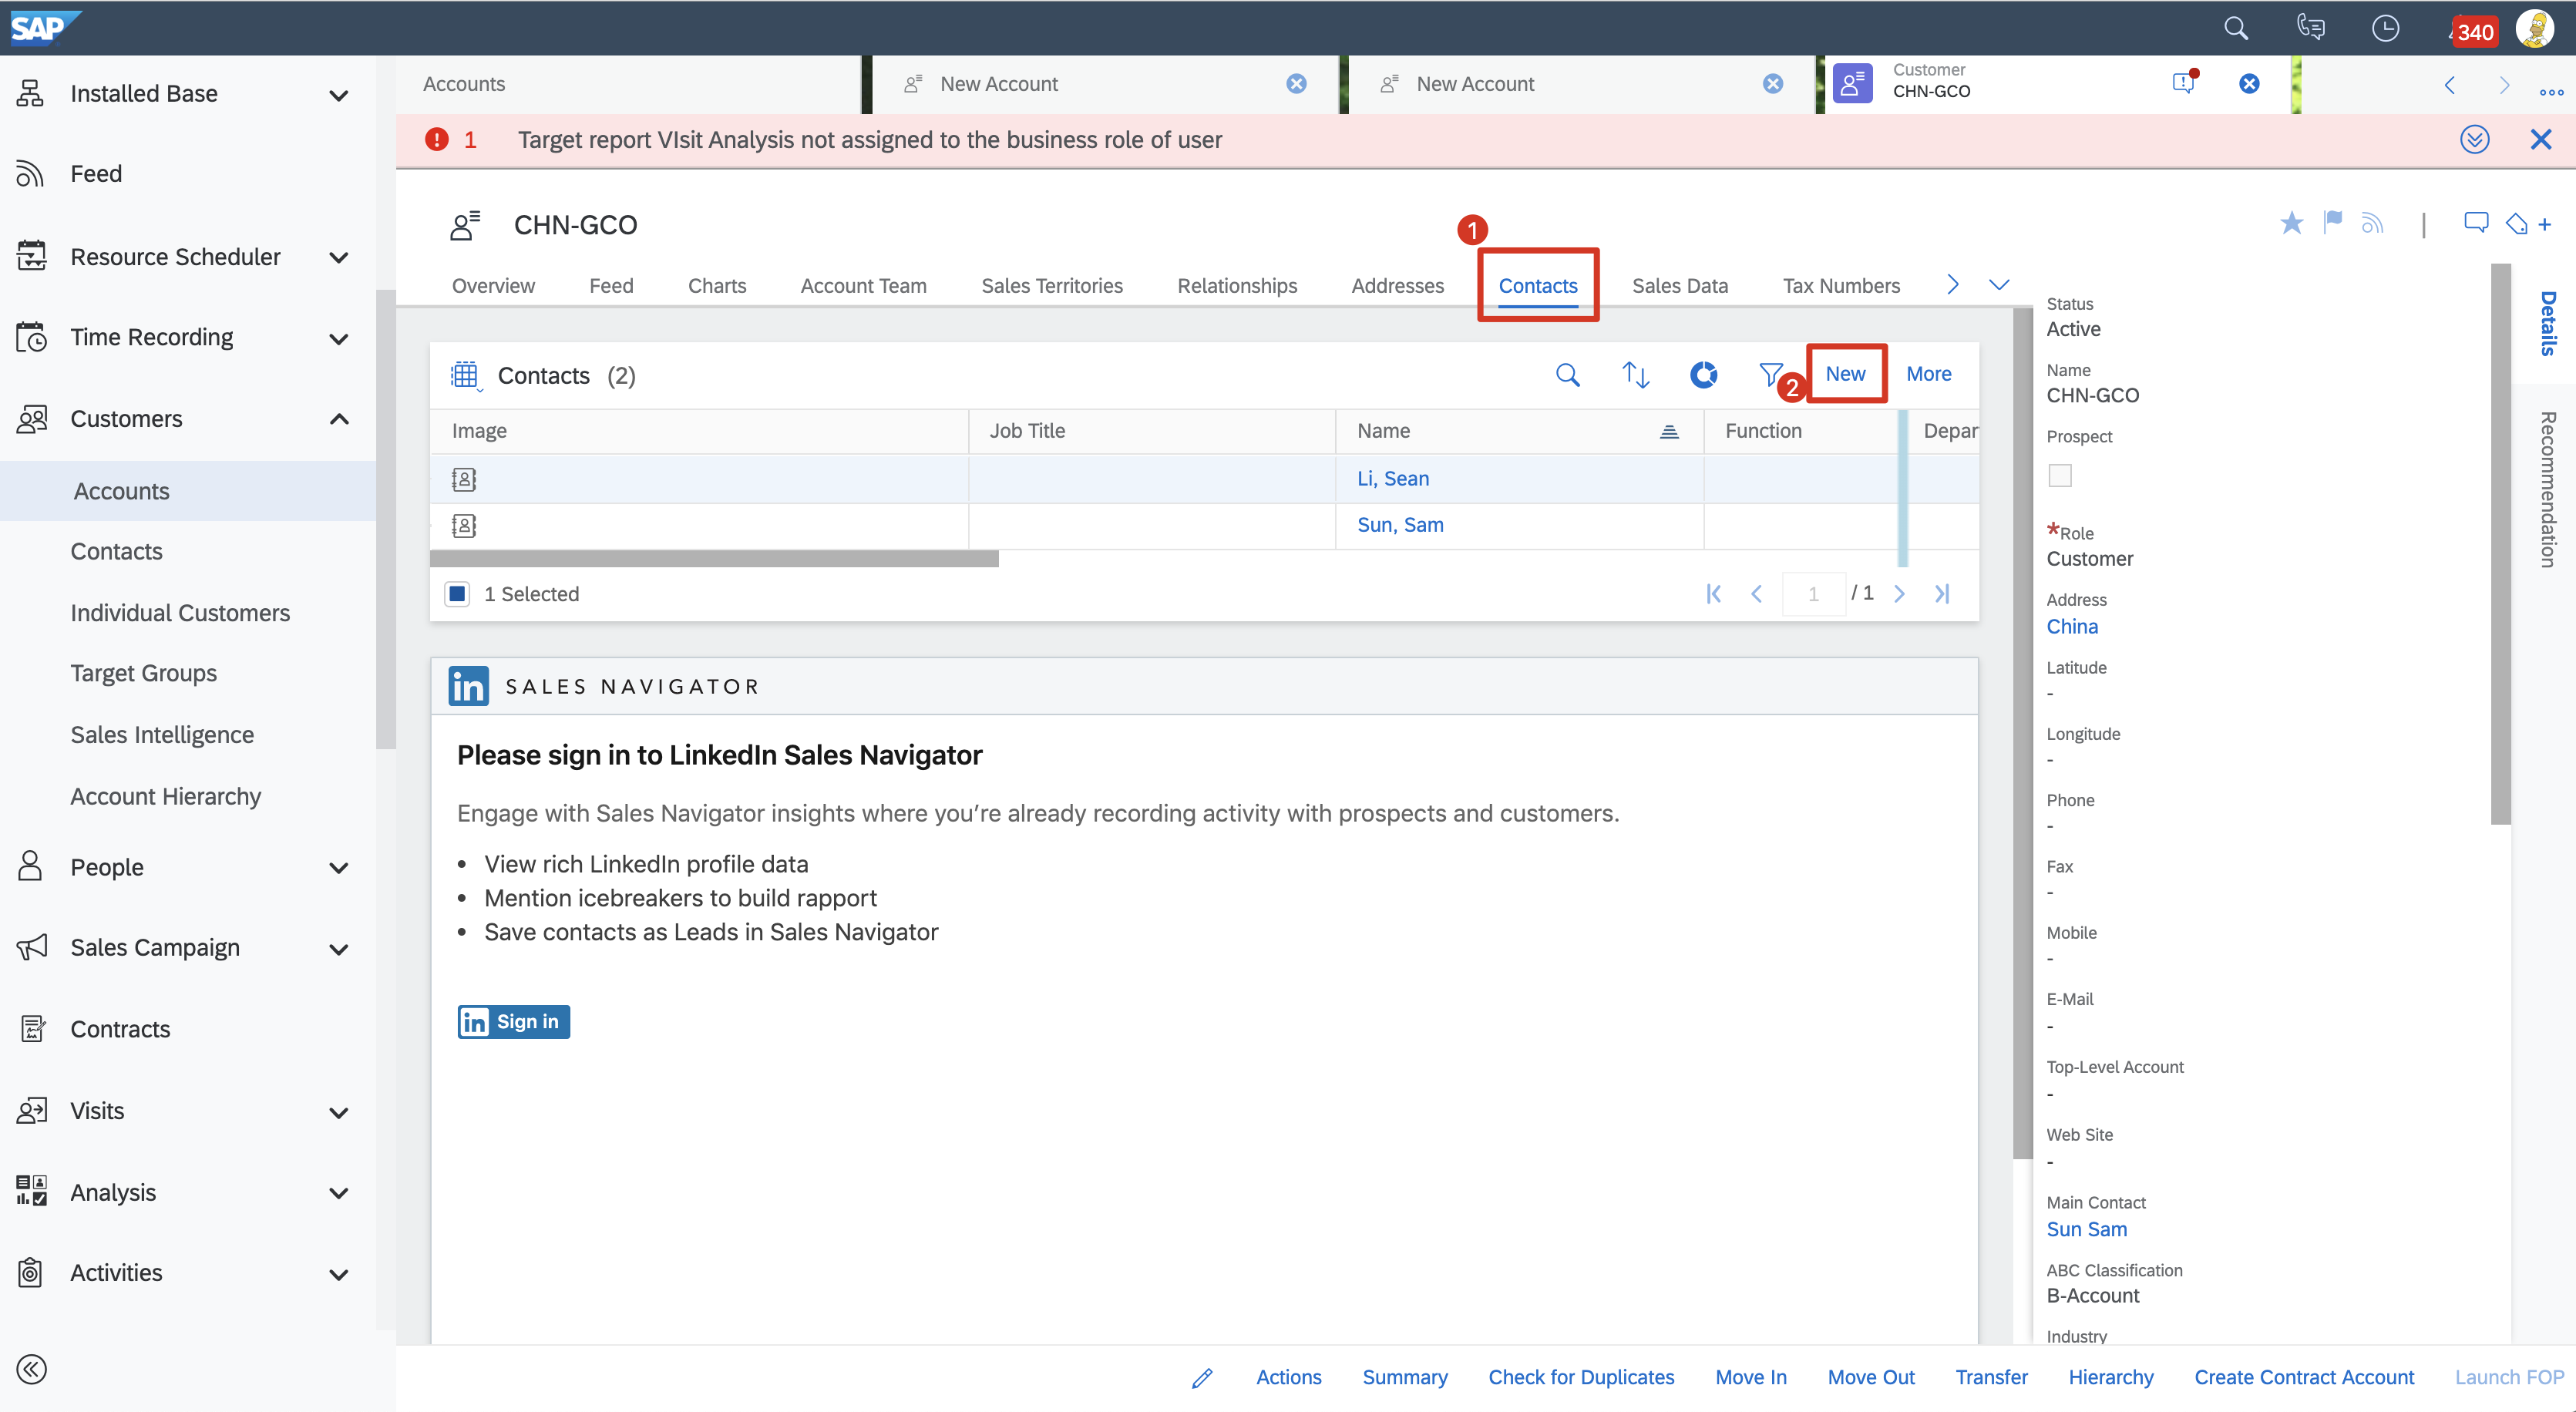 SAP
340
Installed Base
Feed
Resource Scheduler
Time Recording
Customers
Accounts
Contacts
Individual Customers
Target Groups
Sales Intelligence
Account Hierarchy
People
Sales Campaign
Contracts
Visits
Analysis
Activities
Accounts
New Account
New Account
Customer
CHN-GCO
1 Target report VIsit Analysis not assigned to the business role of user
CHN-GCO
1
Overview Feed Charts Account Team Sales Territories Relationships Addresses Contacts Sales Data Tax Numbers
Contacts (2)
2 New More
Image Job Title Name Function Depar
Li, Sean
Sun, Sam
1 Selected
1 / 1
in SALES NAVIGATOR
Please sign in to LinkedIn Sales Navigator
Engage with Sales Navigator insights where you’re already recording activity with prospects and customers.
• View rich LinkedIn profile data
• Mention icebreakers to build rapport
• Save contacts as Leads in Sales Navigator
in Sign in
Status
Active
Name
CHN-GCO
Prospect
*Role
Customer
Address
China
Latitude
-
Longitude
-
Phone
-
Fax
-
Mobile
-
E-Mail
-
Top-Level Account
-
Web Site
-
Main Contact
Sun Sam
ABC Classification
B-Account
Industry
Details
Recommendation
Actions Summary Check for Duplicates Move In Move Out Transfer Hierarchy Create Contract Account Launch FOP